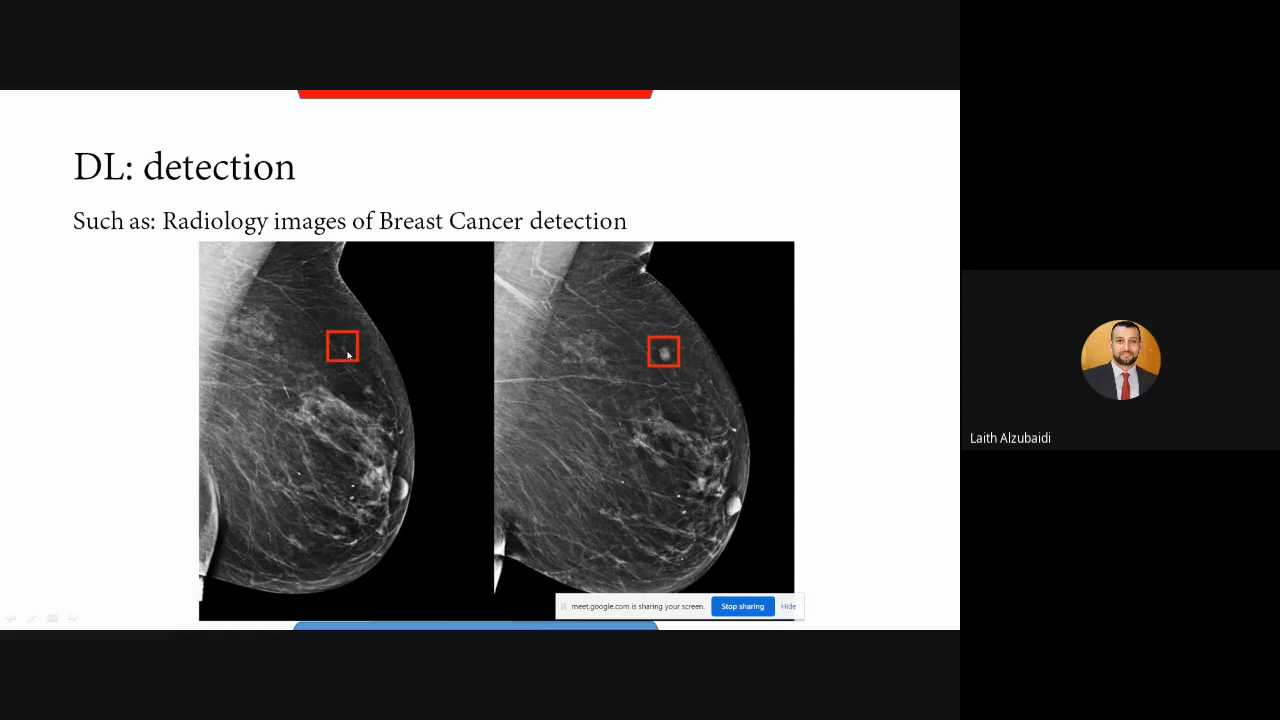 DL: detection
Such as: Radiology images of Breast Cancer detection
meet.google.com is sharing your screen.
Stop sharing
Hide
Laith Alzubaidi